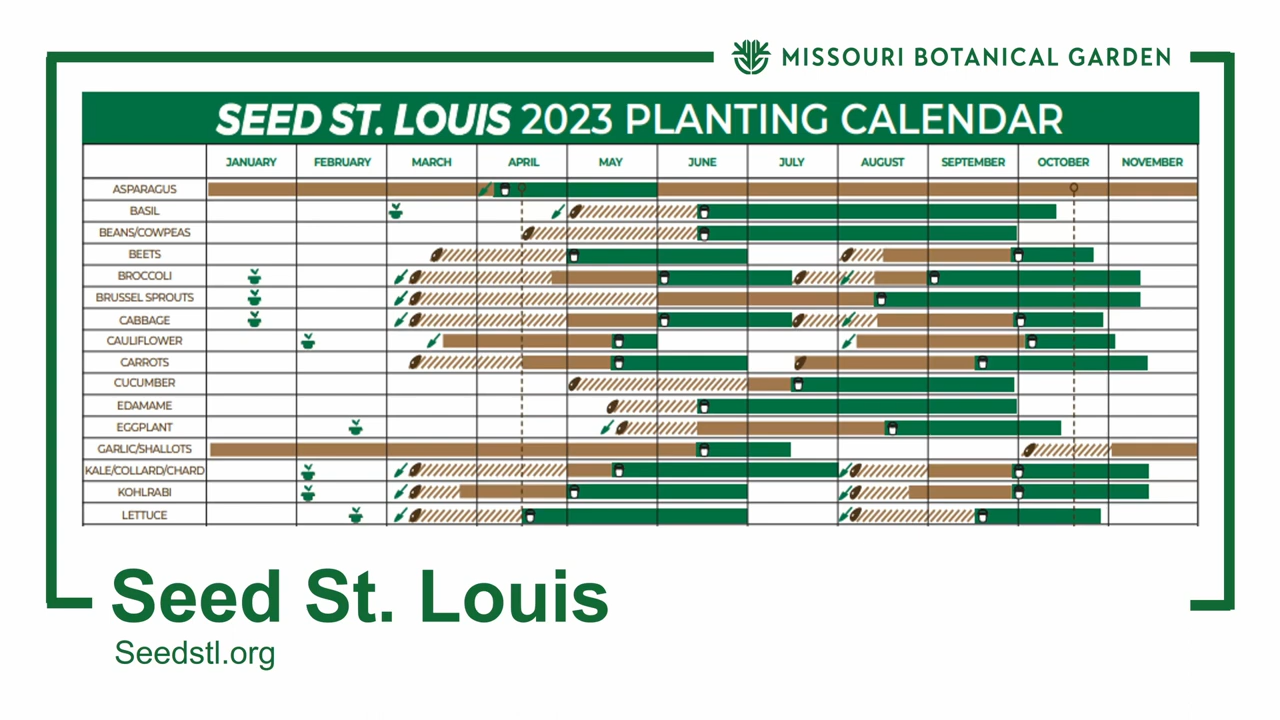 MISSOURI BOTANICAL GARDEN
SEED ST. LOUIS 2023 PLANTING CALENDAR
JANUARY FEBRUARY MARCH APRIL MAY JUNE JULY AUGUST SEPTEMBER OCTOBER NOVEMBER
ASPARAGUS
BASIL
BEANS/COWPEAS
BEETS
BROCCOLI
BRUSSEL SPROUTS
CABBAGE
CAULIFLOWER
CARROTS
CUCUMBER
EDAMAME
EGGPLANT
GARLIC/SHALLOTS
KALE/COLLARD/CHARD
KOHLRABI
LETTUCE
Seed St. Louis
Seedstl.org